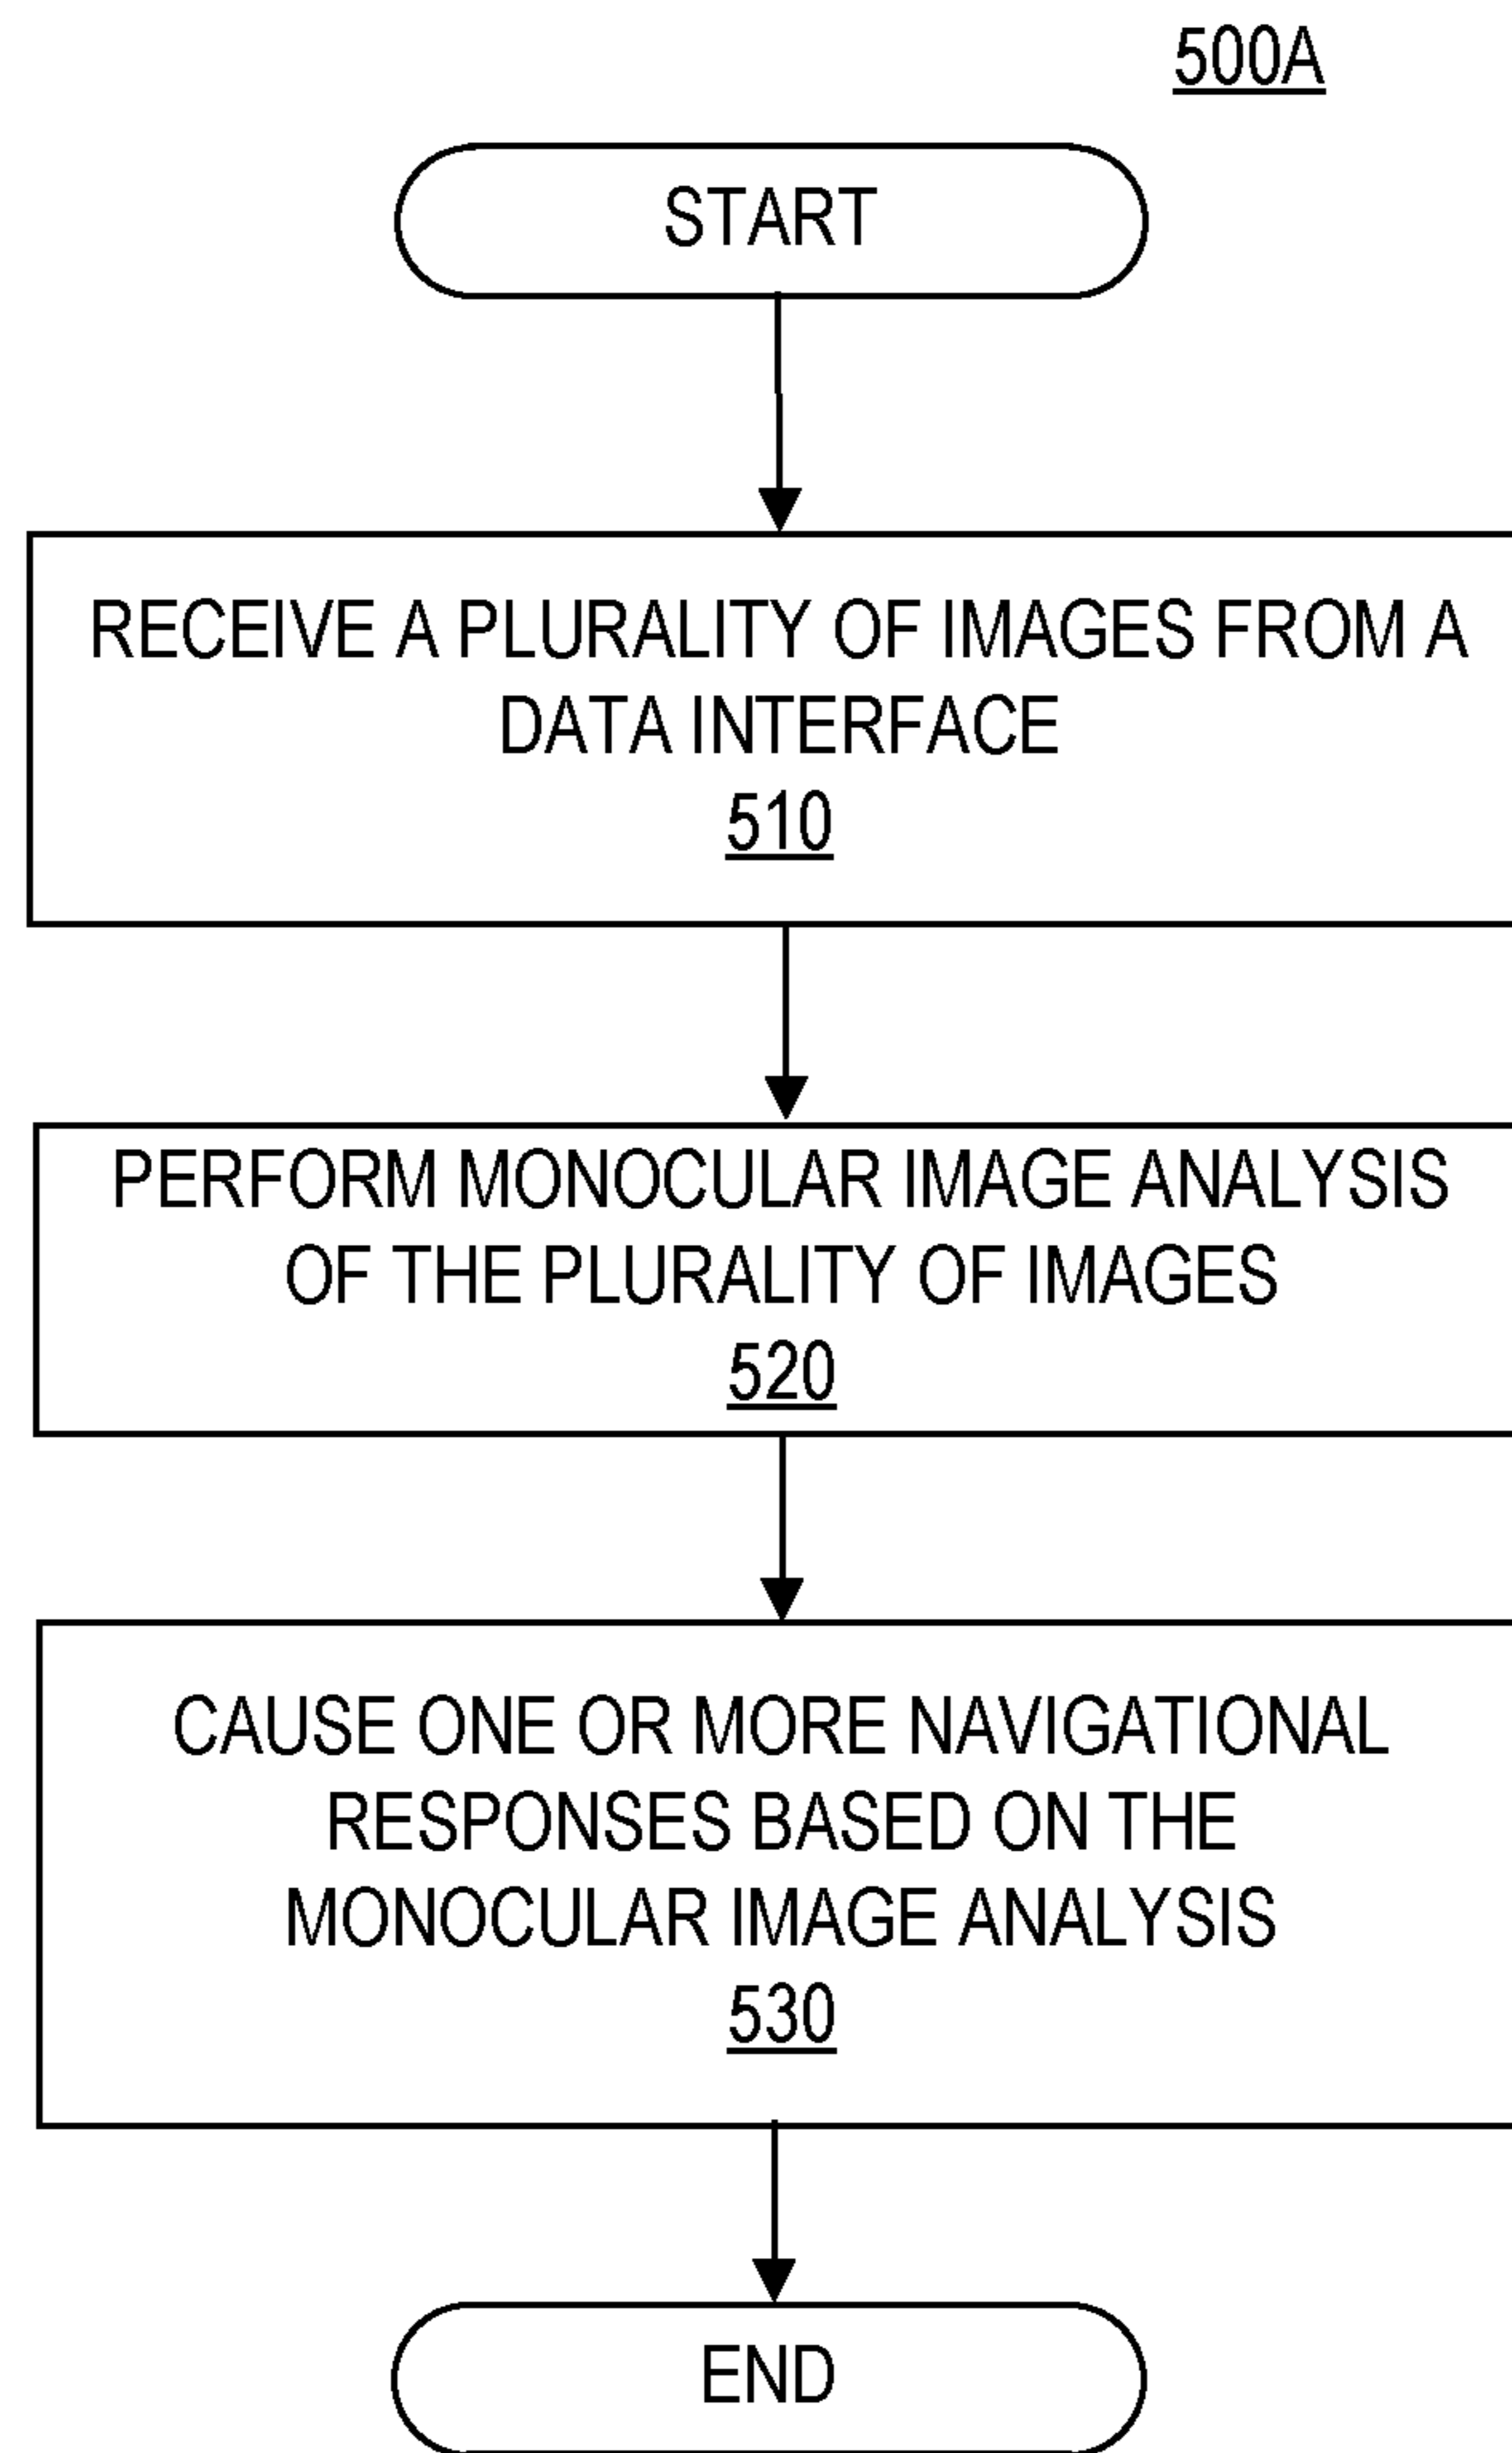 500A
START
RECEIVE A PLURALITY OF IMAGES FROM A
DATA INTERFACE
510
PERFORM MONOCULAR IMAGE ANALYSIS
OF THE PLURALITY OF IMAGES
520
CAUSE ONE OR MORE NAVIGATIONAL
RESPONSES BASED ON THE
MONOCULAR IMAGE ANALYSIS
530
END